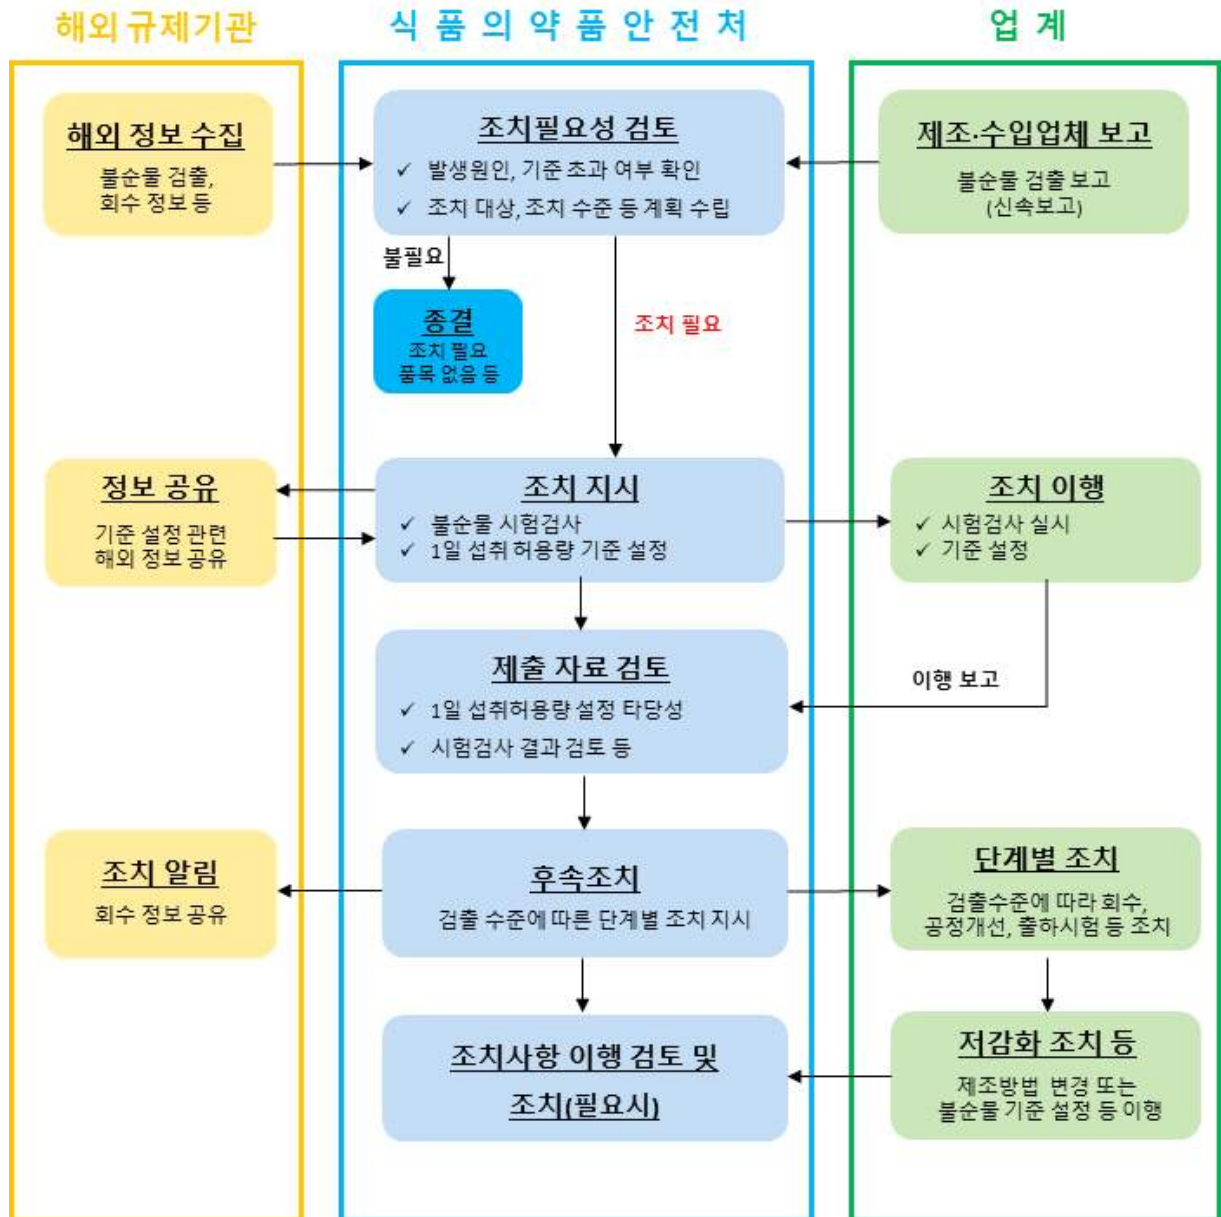 해외 규제기관
식 품 의 약 품 안 전 처
업 계
해외 정보 수집
불순물 검출,
회수 정보 등
조치필요성 검토
✓ 발생원인, 기준 초과 여부 확인
✓ 조치 대상, 조치 수준 등 계획 수립
제조·수입업체 보고
불순물 검출 보고
(신속보고)
불필요
종결
조치 필요
품목 없음 등
조치 필요
정보 공유
기준 설정 관련
해외 정보 공유
조치 지시
✓ 불순물 시험검사
✓ 1일 섭취 허용량 기준 설정
조치 이행
✓ 시험검사 실시
✓ 기준 설정
제출 자료 검토
✓ 1일 섭취허용량 설정 타당성
✓ 시험검사 결과 검토 등
이행 보고
조치 알림
회수 정보 공유
후속조치
검출 수준에 따른 단계별 조치 지시
단계별 조치
검출수준에 따라 회수,
공정개선, 출하시험 등 조치
조치사항 이행 검토 및
조치(필요시)
저감화 조치 등
제조방법 변경 또는
불순물 기준 설정 등 이행